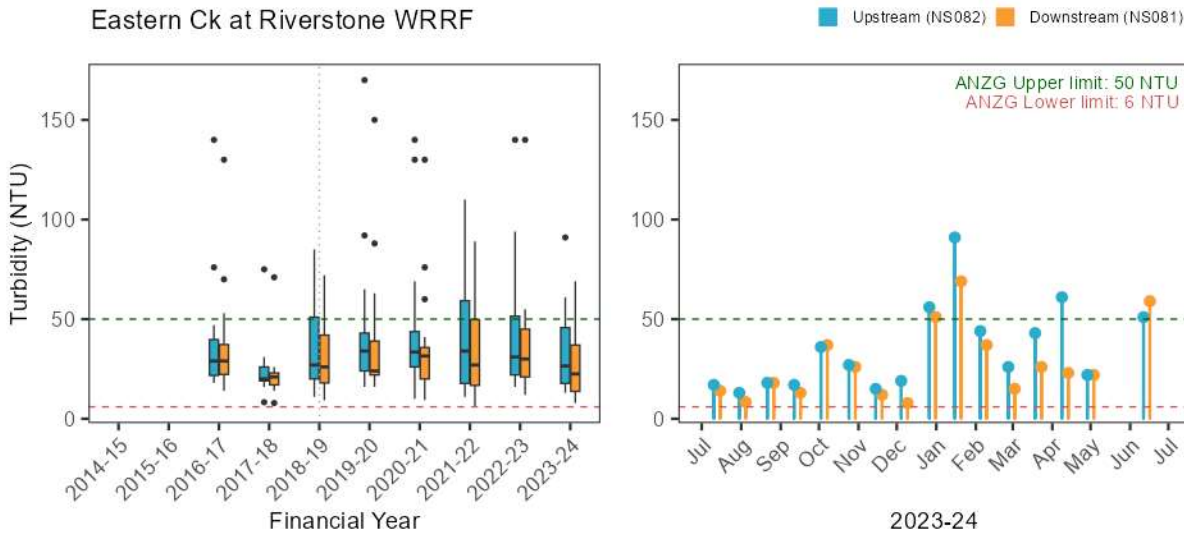 Eastern Ck at Riverstone WRRF
Upstream (NS082) Downstream (NS081)
Turbidity (NTU)
150
100
50
0
2014-15
2015-16
2016-17
2017-18
2018-19
2019-20
2020-21
2021-22
2022-23
2023-24
Financial Year
ANZG Upper limit: 50 NTU
ANZG Lower limit: 6 NTU
150
100
50
0
Jul
Aug
Sep
Oct
Nov
Dec
Jan
Feb
Mar
Apr
May
Jun
Jul
2023-24